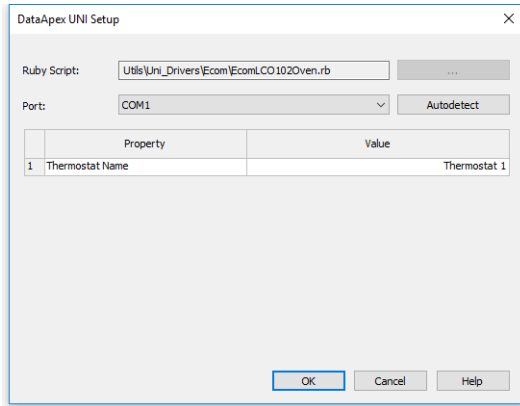 DataApex UNI Setup
Ruby Script: Utils\Uni_Drivers\Ecom\EcomLCO102Oven.rb ...
Port: COM1 Autodetect
Property Value
1 Thermostat Name Thermostat 1
OK Cancel Help